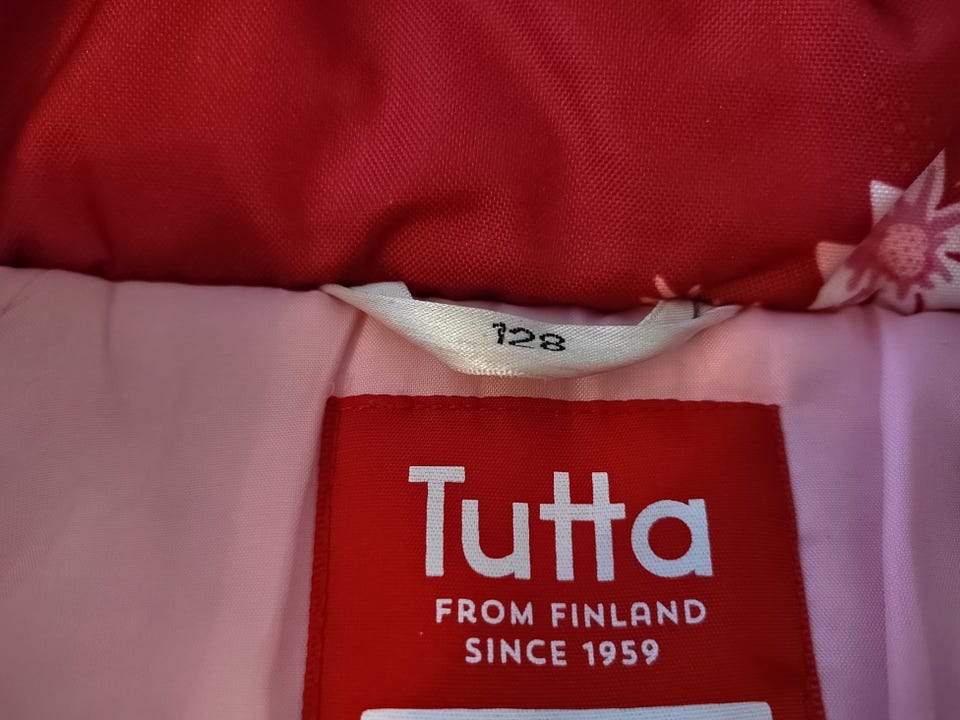 128
Tutta
FROM FINLAND
SINCE 1959